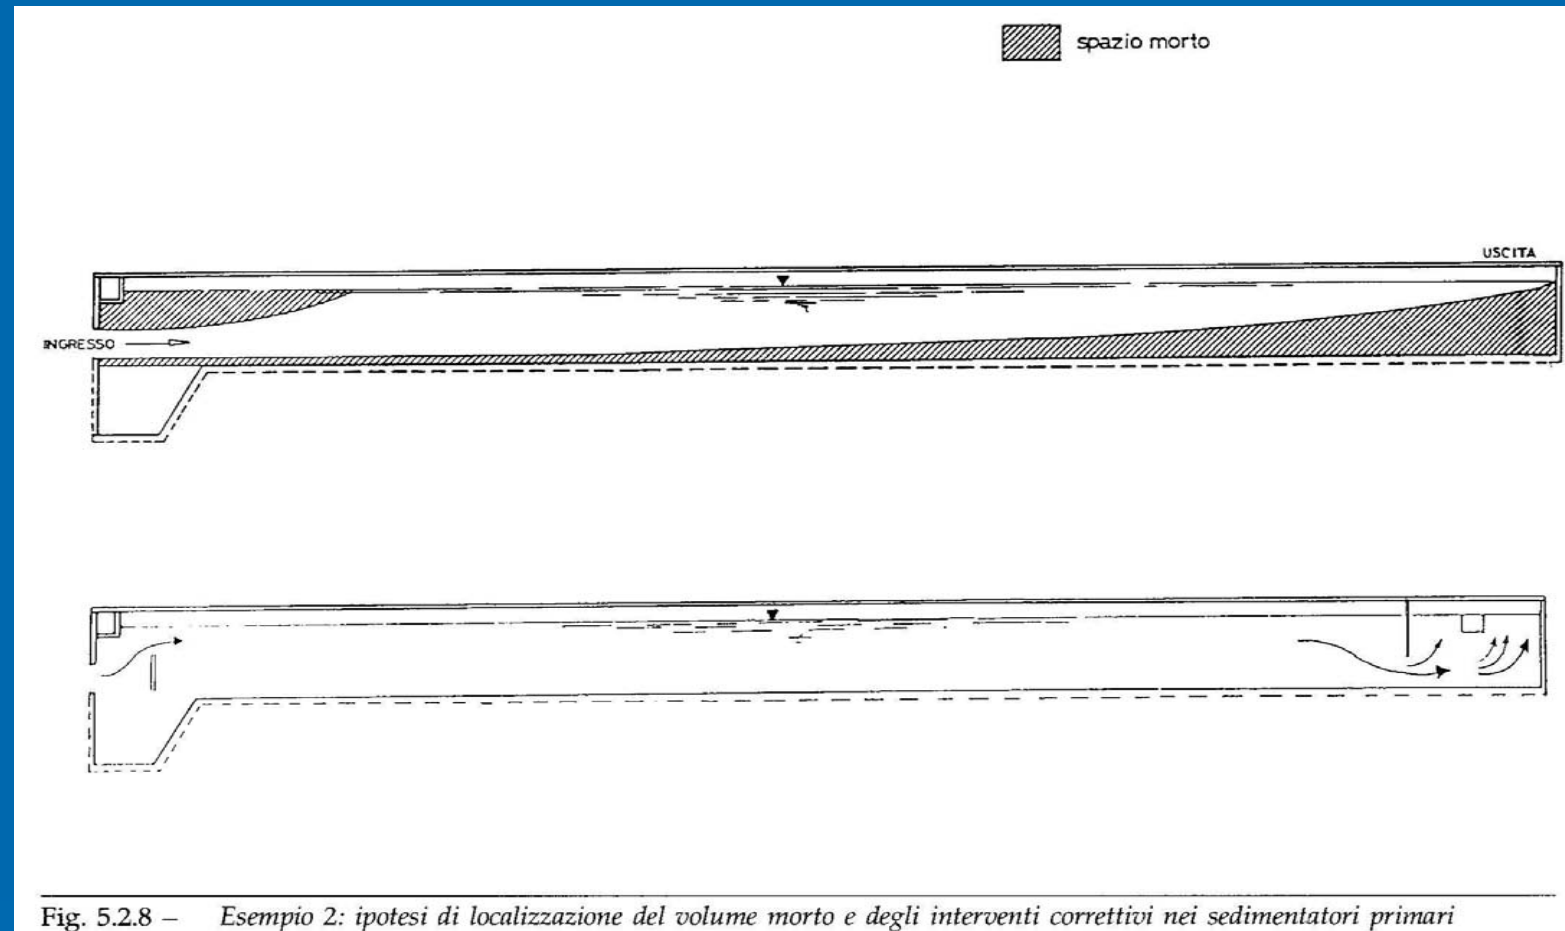 spazio morto
USCITA
INGRESSO
Fig. 5.2.8 – Esempio 2: ipotesi di localizzazione del volume morto e degli interventi correttivi nei sedimentatori primari